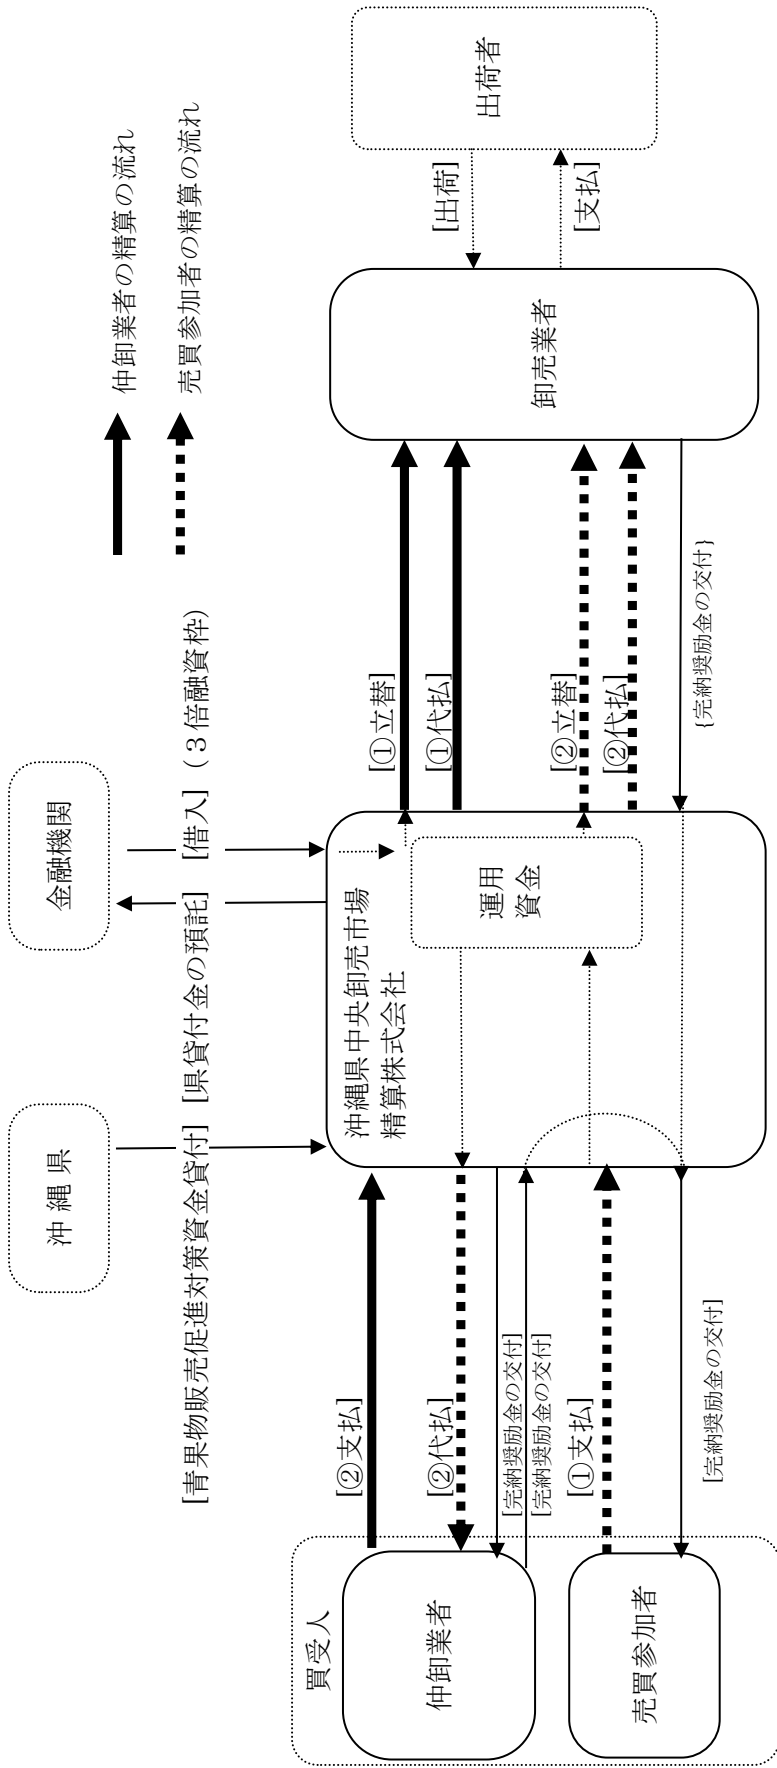 沖 縄 県
金融機関
[青果物販売促進対策資金貸付]
[県貸付金の預託]
[借入]
(３倍融資枠)
仲卸業者の精算の流れ
売買参加者の精算の流れ
買受人
仲卸業者
売買参加者
[②支払]
[②代払]
[完納奨励金の交付]
[完納奨励金の交付]
[①支払]
[完納奨励金の交付]
沖縄県中央卸売市場
精算株式会社
運用
資金
[①立替]
[①代払]
[②立替]
[②代払]
{完納奨励金の交付}
卸売業者
[出荷]
[支払]
出荷者